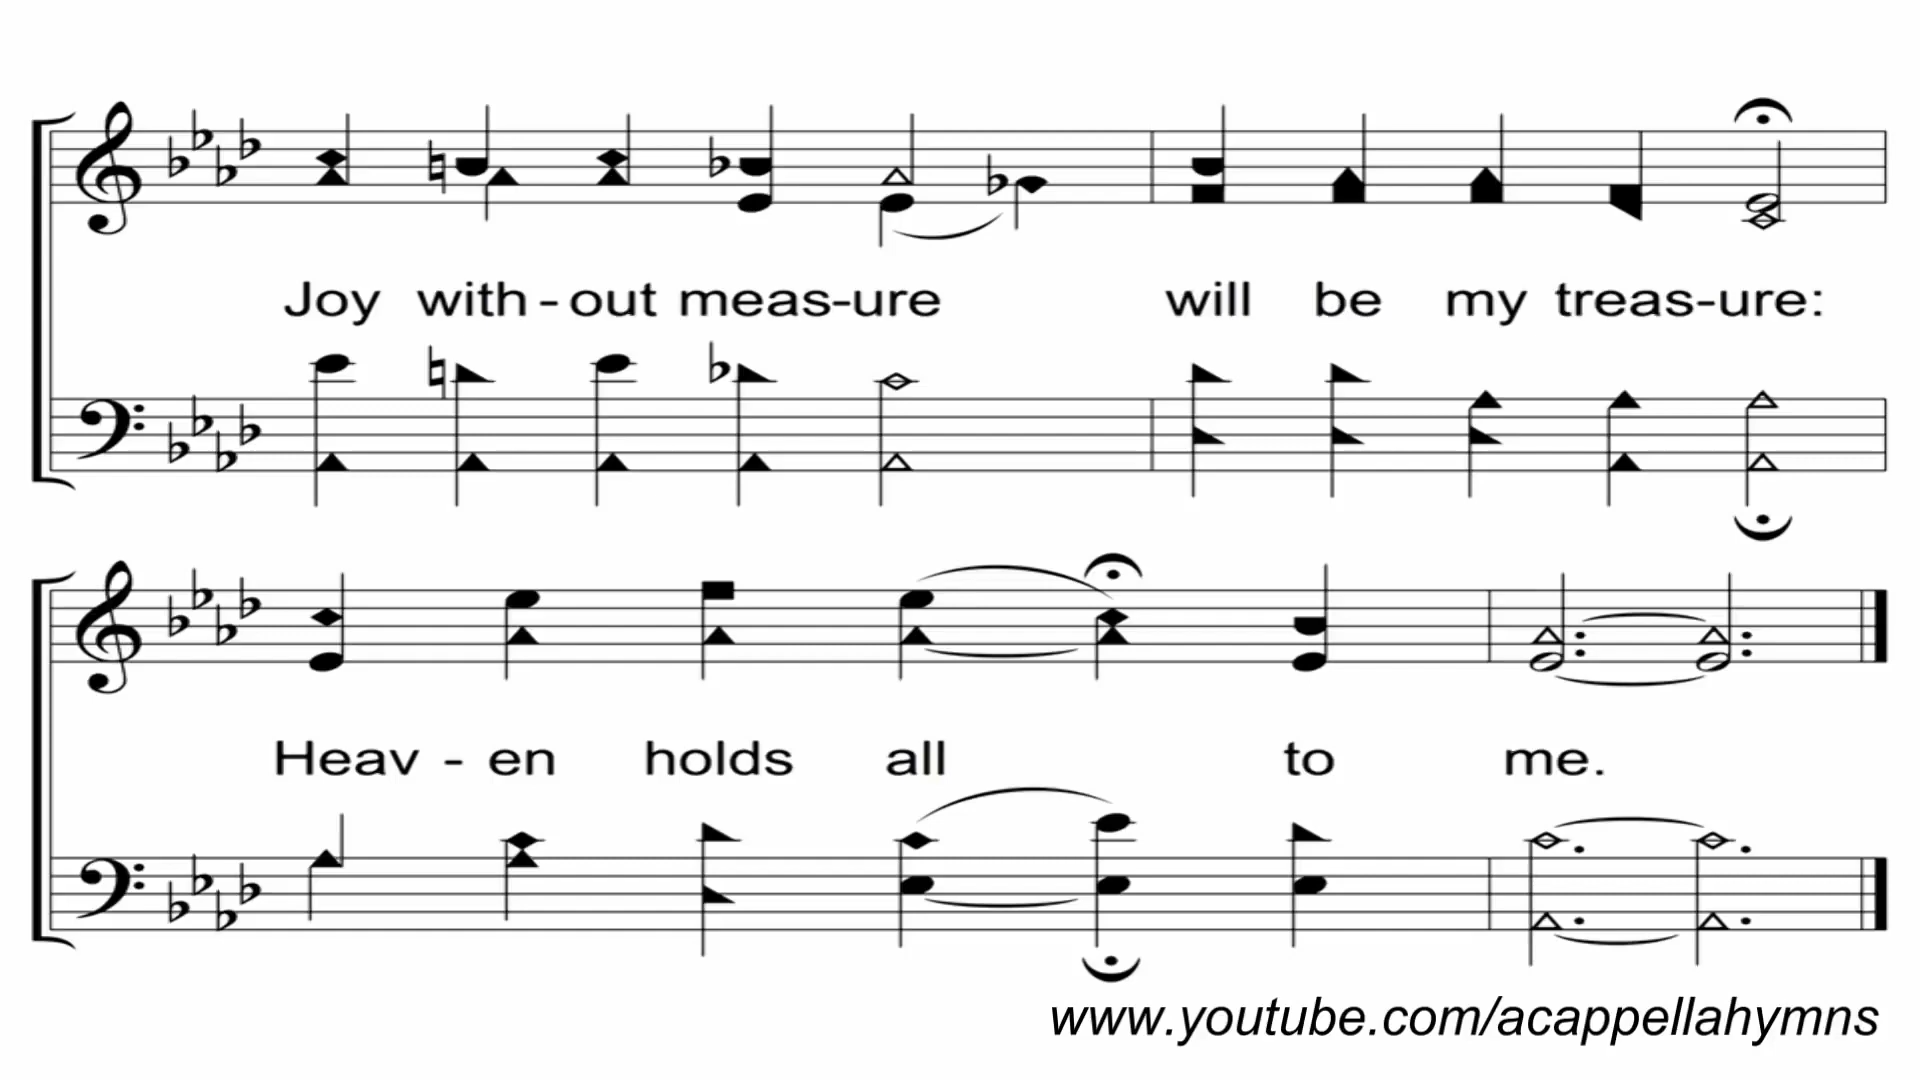 Joy with - out meas-ure will be my treas-ure:
Heav - en holds all to me.
www.youtube.com/acappellahymns